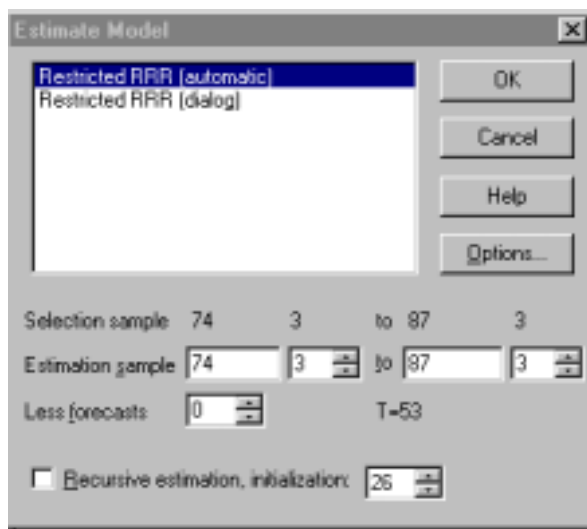 Estimate Model
Restricted RRR (automatic)
Restricted RRR (dialog)
OK
Cancel
Help
Options...
Selection sample 74 3 to 87 3
Estimation sample 74 3 to 87 3
Less forecasts 0 T=53
Recursive estimation, initialization: 26